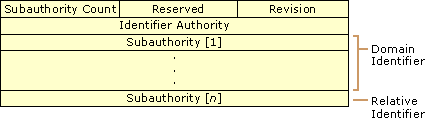 Subauthority Count Reserved Revision
Identifier Authority
Subauthority [1]
.
.
.
Subauthority [n]
Domain
Identifier
Relative
Identifier